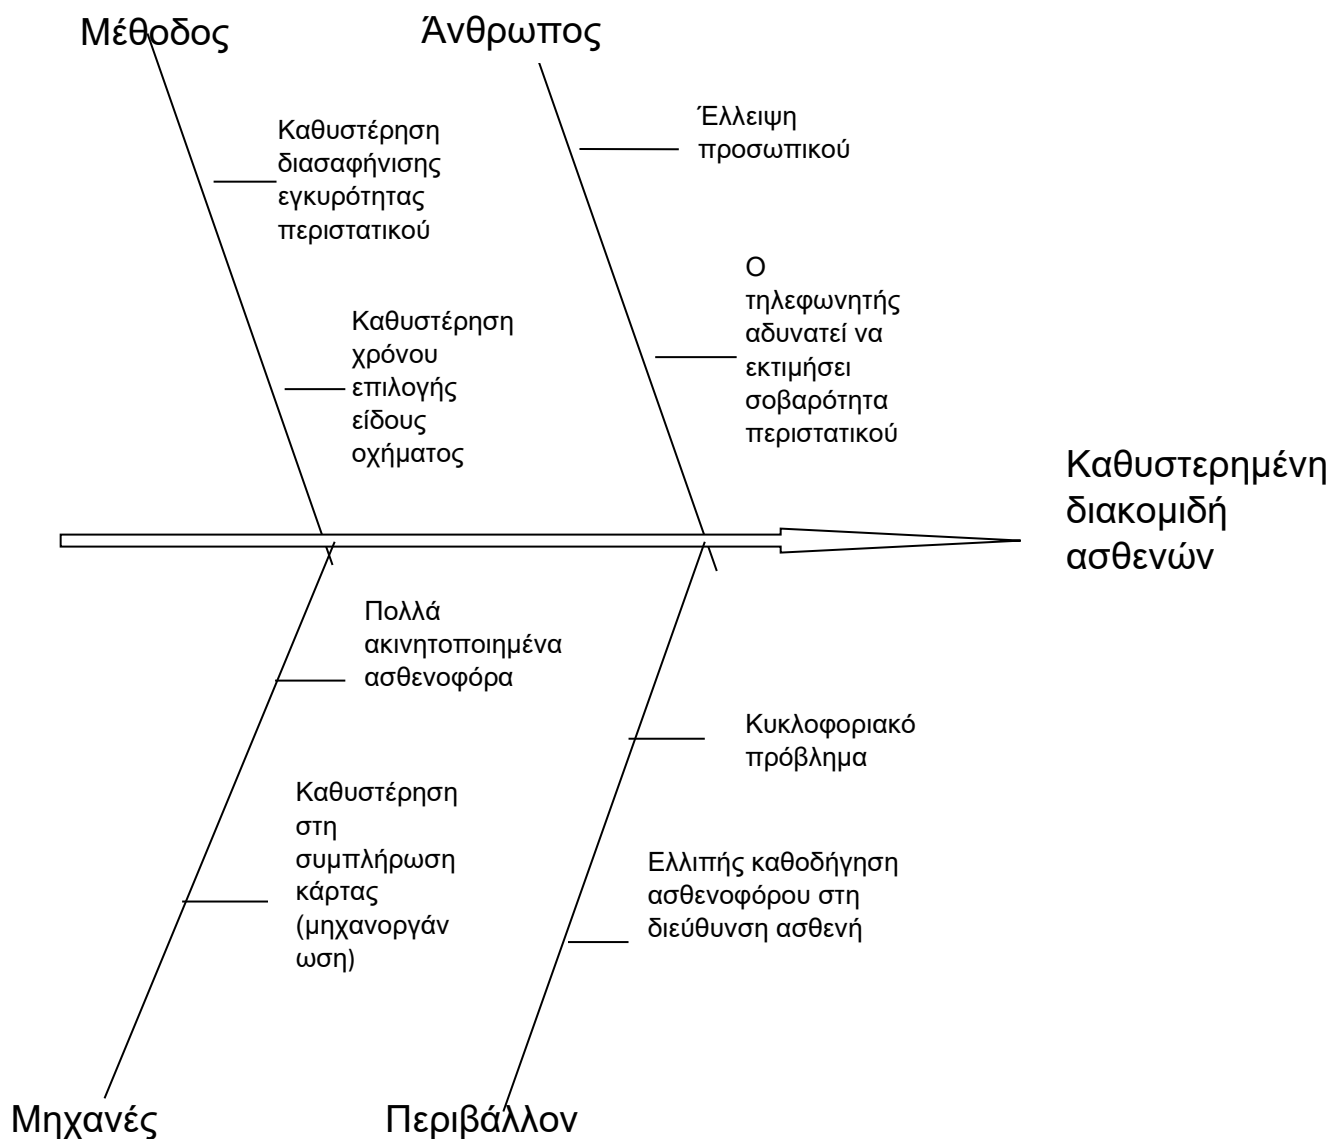 Μέθοδος
Άνθρωπος
Καθυστέρηση
διασαφήνισης
εγκυρότητας
περιστατικού
Έλλειψη
προσωπικού
Καθυστέρηση
χρόνου
επιλογής
είδους
οχήματος
Ο
τηλεφωνητής
αδυνατεί να
εκτιμήσει
σοβαρότητα
περιστατικού
Καθυστερημένη
διακομιδή
ασθενών
Πολλά
ακινητοποιημένα
ασθενοφόρα
Κυκλοφοριακό
πρόβλημα
Καθυστέρηση
στη
συμπλήρωση
κάρτας
(μηχανοργάν
ωση)
Ελλιπής καθοδήγηση
ασθενοφόρου στη
διεύθυνση ασθενή
Μηχανές
Περιβάλλον